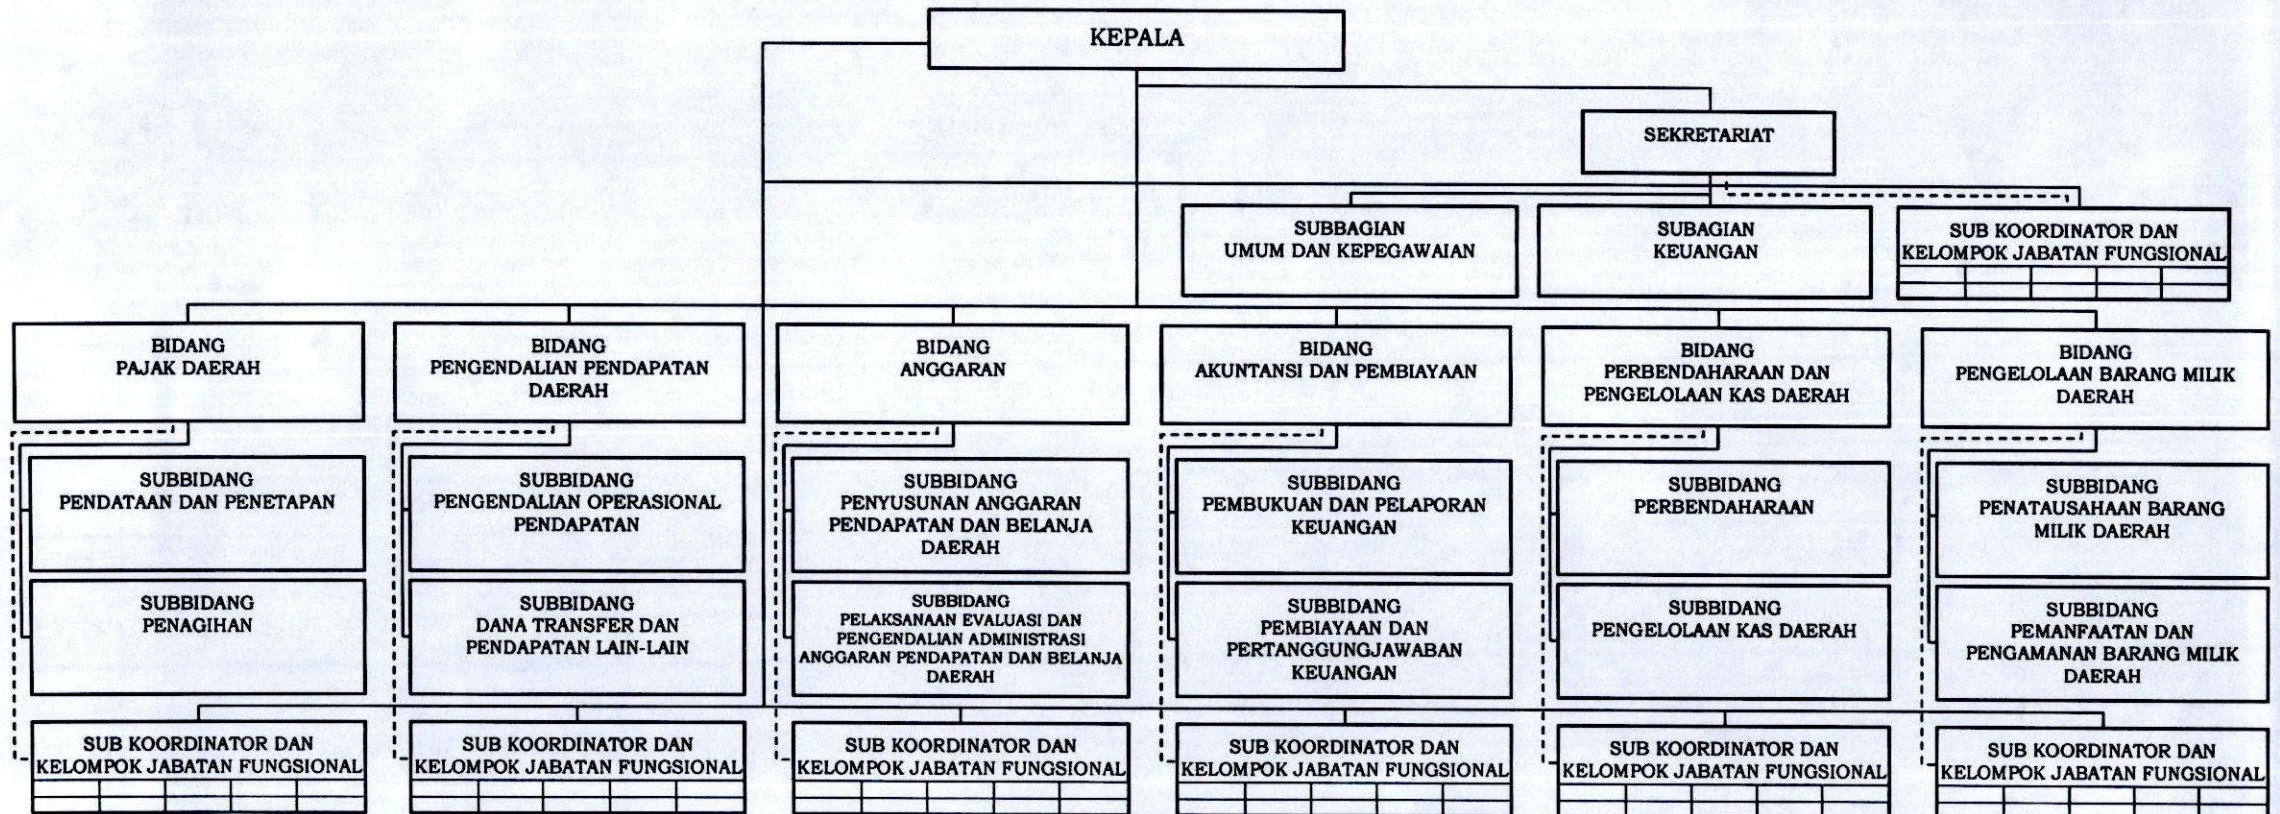 KEPALA
SEKRETARIAT
SUBBAGIAN
UMUM DAN KEPEGAWAIAN
SUBAGIAN
KEUANGAN
SUB KOORDINATOR DAN
KELOMPOK JABATAN FUNGSIONAL
BIDANG
PAJAK DAERAH
BIDANG
PENGENDALIAN PENDAPATAN
DAERAH
BIDANG
ANGGARAN
BIDANG
AKUNTANSI DAN PEMBIAYAAN
BIDANG
PERBENDAHARAAN DAN
PENGELOLAAN KAS DAERAH
BIDANG
PENGELOLAAN BARANG MILIK
DAERAH
SUBBIDANG
PENDATAAN DAN PENETAPAN
SUBBIDANG
PENGENDALIAN OPERASIONAL
PENDAPATAN
SUBBIDANG
PENYUSUNAN ANGGARAN
PENDAPATAN DAN BELANJA
DAERAH
SUBBIDANG
PEMBUKUAN DAN PELAPORAN
KEUANGAN
SUBBIDANG
PERBENDAHARAAN
SUBBIDANG
PENATAUSAHAAN BARANG
MILIK DAERAH
SUBBIDANG
PENAGIHAN
SUBBIDANG
DANA TRANSFER DAN
PENDAPATAN LAIN-LAIN
SUBBIDANG
PELAKSANAAN EVALUASI DAN
PENGENDALIAN ADMINISTRASI
ANGGARAN PENDAPATAN DAN BELANJA
DAERAH
SUBBIDANG
PEMBIAYAAN DAN
PERTANGGUNGJAWABAN
KEUANGAN
SUBBIDANG
PENGELOLAAN KAS DAERAH
SUBBIDANG
PEMANFAATAN DAN
PENGAMANAN BARANG MILIK
DAERAH
SUB KOORDINATOR DAN
KELOMPOK JABATAN FUNGSIONAL
SUB KOORDINATOR DAN
KELOMPOK JABATAN FUNGSIONAL
SUB KOORDINATOR DAN
KELOMPOK JABATAN FUNGSIONAL
SUB KOORDINATOR DAN
KELOMPOK JABATAN FUNGSIONAL
SUB KOORDINATOR DAN
KELOMPOK JABATAN FUNGSIONAL
SUB KOORDINATOR DAN
KELOMPOK JABATAN FUNGSIONAL